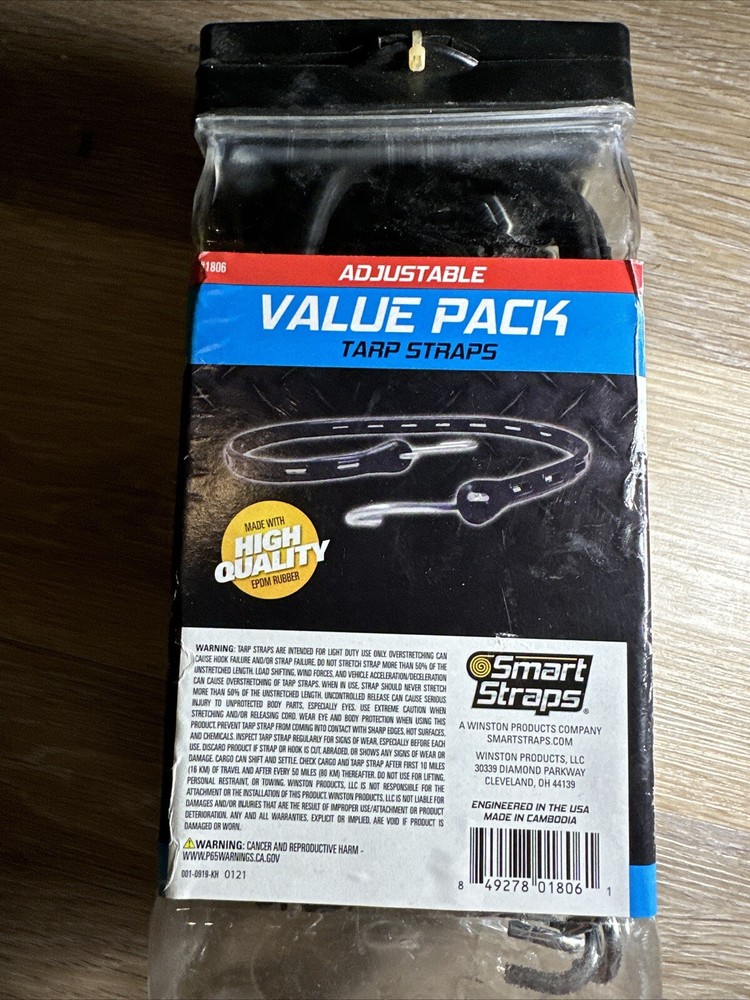 1806
ADJUSTABLE
VALUE PACK
TARP STRAPS
MADE WITH
HIGH
QUALITY
EPDM RUBBER
WARNING: TARP STRAPS ARE INTENDED FOR LIGHT DUTY USE ONLY. OVERSTRETCHING CAN
CAUSE HOOK FAILURE AND/OR STRAP FAILURE. DO NOT STRETCH STRAP MORE THAN 50% OF THE
UNSTRETCHED LENGTH. LOAD SHIFTING, WIND FORCES, AND VEHICLE ACCELERATION/DECELERATION
CAN CAUSE OVERSTRETCHING OF TARP STRAPS. WHEN IN USE, STRAP SHOULD NEVER STRETCH
MORE THAN 50% OF THE UNSTRETCHED LENGTH. UNCONTROLLED RELEASE CAN CAUSE SERIOUS
INJURY TO UNPROTECTED BODY PARTS, ESPECIALLY EYES. USE EXTREME CAUTION WHEN
STRETCHING AND/OR RELEASING CORD. WEAR EYE AND BODY PROTECTION WHEN USING THIS
PRODUCT. PREVENT TARP STRAP FROM COMING INTO CONTACT WITH SHARP EDGES, HOT SURFACES,
AND CHEMICALS. INSPECT TARP STRAP REGULARLY FOR SIGNS OF WEAR, ESPECIALLY BEFORE EACH
USE. DISCARD PRODUCT IF STRAP OR HOOK IS CUT, ABRADED, OR SHOWS ANY SIGNS OF WEAR OR
DAMAGE. CARGO CAN SHIFT AND SETTLE. CHECK CARGO AND TARP STRAP AFTER FIRST 10 MILES
(16 KM) OF TRAVEL AND AFTER EVERY 50 MILES (80 KM) THEREAFTER. DO NOT USE FOR LIFTING,
PERSONAL RESTRAINT, OR TOWING. WINSTON PRODUCTS, LLC IS NOT RESPONSIBLE FOR THE
ATTACHMENT OR THE INSTALLATION OF THIS PRODUCT. WINSTON PRODUCTS, LLC IS NOT LIABLE FOR
DAMAGES AND/OR INJURIES THAT ARE THE RESULT OF IMPROPER USE/ATTACHMENT OR PRODUCT
DETERIORATION. ANY AND ALL WARRANTIES, EXPLICIT OR IMPLIED, ARE VOID IF PRODUCT IS
DAMAGED OR WORN.
WARNING: CANCER AND REPRODUCTIVE HARM -
WWW.P65WARNINGS.CA.GOV
001-0919-KH 0121
Smart
Straps®
A WINSTON PRODUCTS COMPANY
SMARTSTRAPS.COM
WINSTON PRODUCTS, LLC
30339 DIAMOND PARKWAY
CLEVELAND, OH 44139
ENGINEERED IN THE USA
MADE IN CAMBODIA
8 49278 01806 1